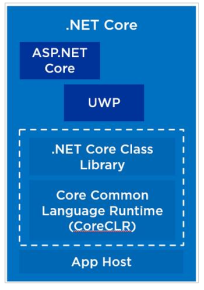 .NET Core
ASP.NET
Core
UWP
.NET Core Class
Library
Core Common
Language Runtime
(CoreCLR)
App Host